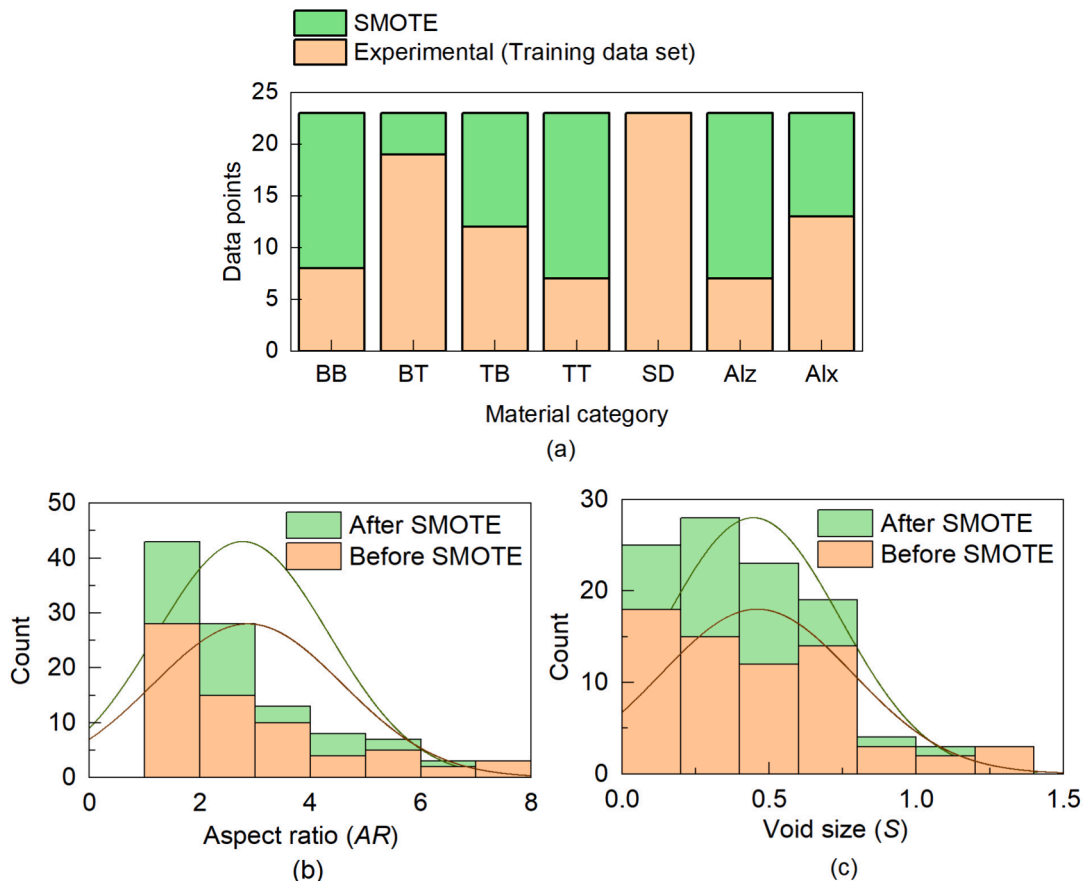 SMOTE
Experimental (Training data set)
25
20
15
10
5
0
Data points
BB BT TB TT SD Alz Alx
Material category
(a)
50
40
30
20
10
0
Count
After SMOTE
Before SMOTE
0 2 4 6 8
Aspect ratio (AR)
(b)
30
20
10
0
Count
After SMOTE
Before SMOTE
0.0 0.5 1.0 1.5
Void size (S)
(c)